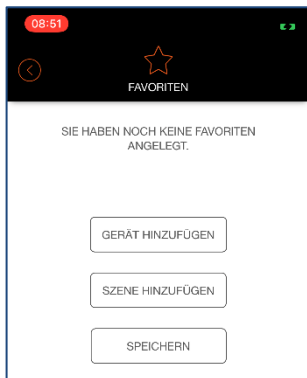 08:51
FAVORITEN
SIE HABEN NOCH KEINE FAVORITEN
ANGELEGT.
GERÄT HINZUFÜGEN
SZENE HINZUFÜGEN
SPEICHERN